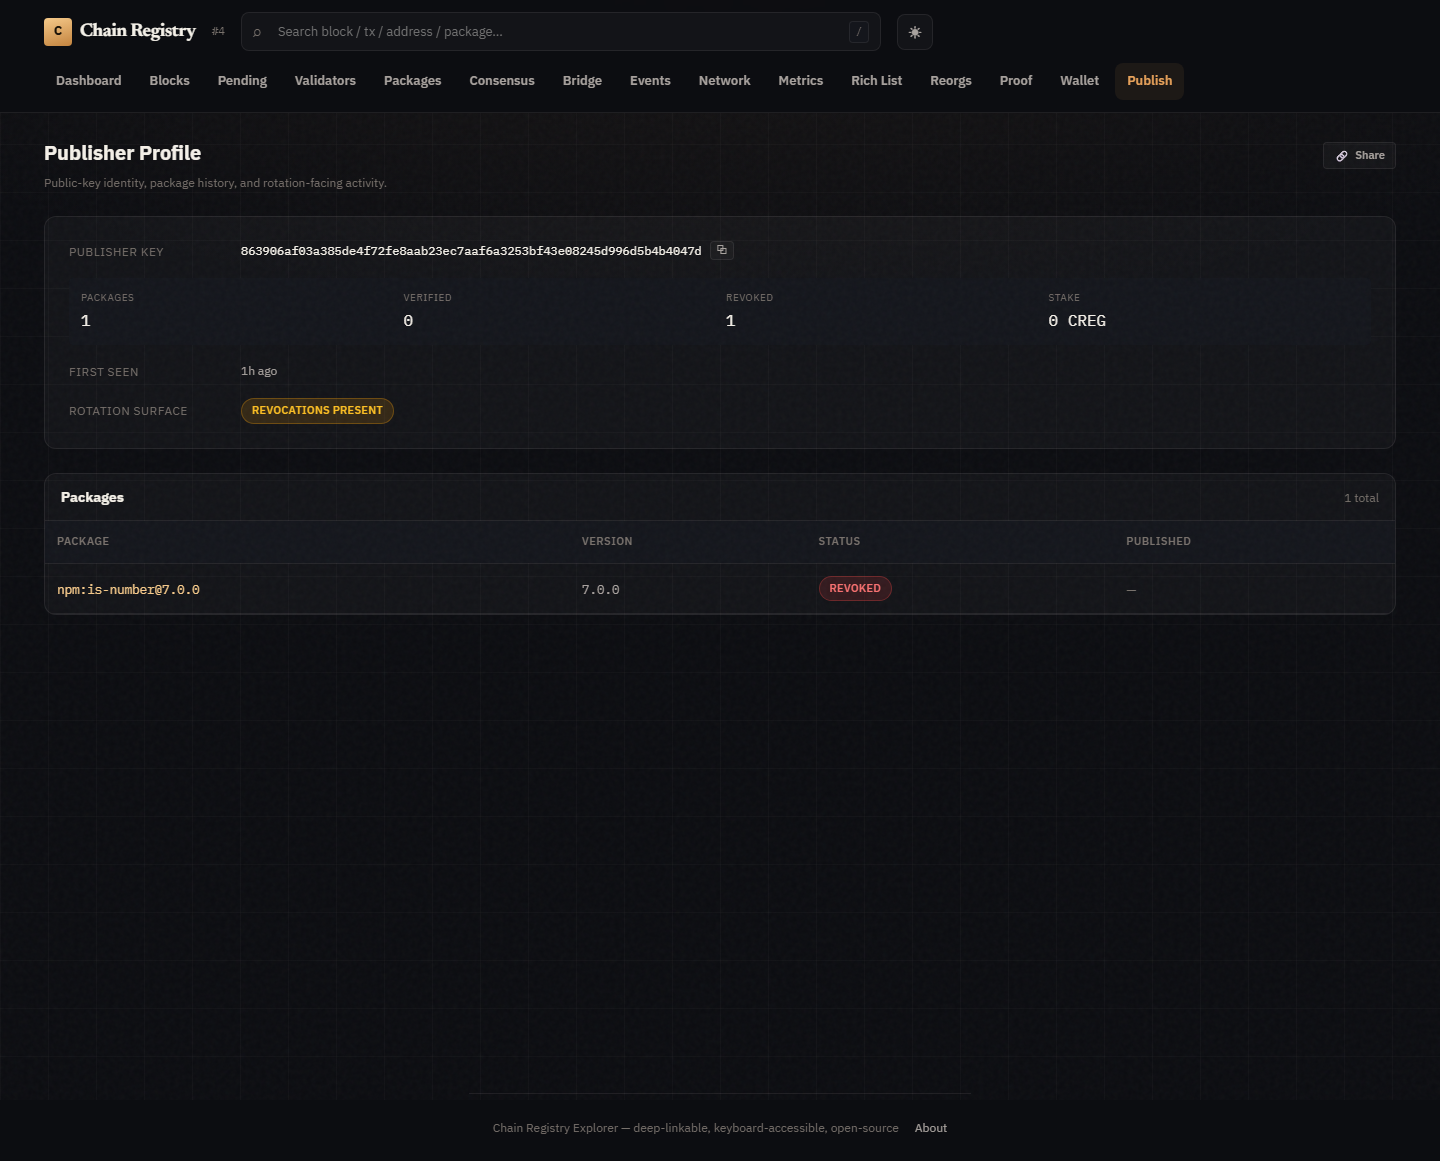 C Chain Registry #4 Search block / tx / address / package... /
Dashboard Blocks Pending Validators Packages Consensus Bridge Events Network Metrics Rich List Reorgs Proof Wallet Publish
Publisher Profile
Share
Public-key identity, package history, and rotation-facing activity.
PUBLISHER KEY 863906af03a385de4f72fe8aab23ec7aaf6a3253bf43e08245d996d5b4b4047d
PACKAGES VERIFIED REVOKED STAKE
1 0 1 0 CREG
FIRST SEEN 1h ago
ROTATION SURFACE REVOCATIONS PRESENT
Packages 1 total
PACKAGE VERSION STATUS PUBLISHED
npm:is-number@7.0.0 7.0.0 REVOKED —
Chain Registry Explorer — deep-linkable, keyboard-accessible, open-source About